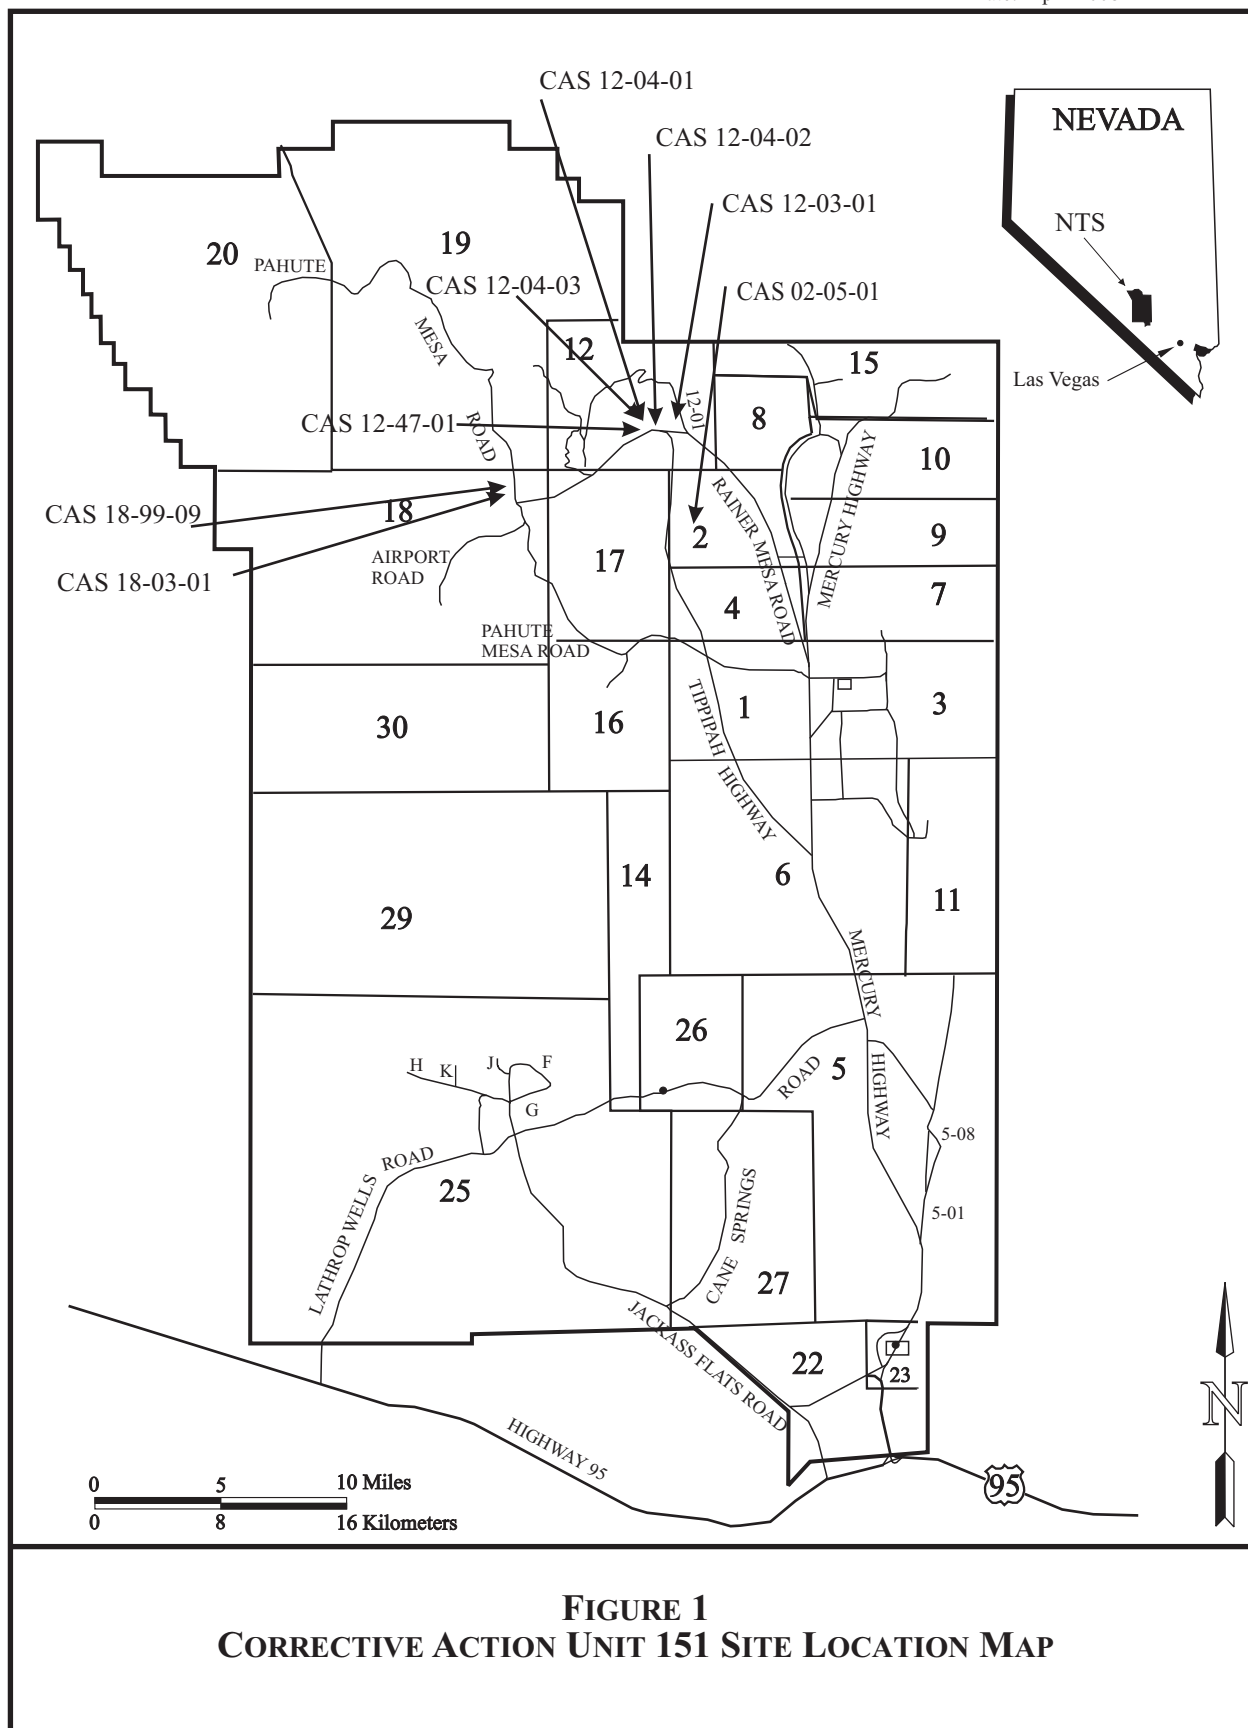 CAS 12-04-01
CAS 12-04-02
CAS 12-03-01
CAS 12-04-03
CAS 02-05-01
CAS 12-47-01
CAS 18-99-09
CAS 18-03-01
NEVADA
NTS
Las Vegas
20
19
12
15
8
10
18
2
9
17
4
7
30
16
1
3
14
6
11
29
26
5
25
27
22
23
PAHUTE
MESA
ROAD
12-01
RAINER MESA ROAD
MERCURY HIGHWAY
AIRPORT
ROAD
PAHUTE
MESA ROAD
TIPPIPAH HIGHWAY
MERCURY
HIGHWAY
ROAD
H
K
J
F
G
5-08
5-01
LATHROP WELLS ROAD
CANE SPRINGS
JACKASS FLATS ROAD
HIGHWAY 95
95
N
0 5 10 Miles
0 8 16 Kilometers
FIGURE 1
CORRECTIVE ACTION UNIT 151 SITE LOCATION MAP